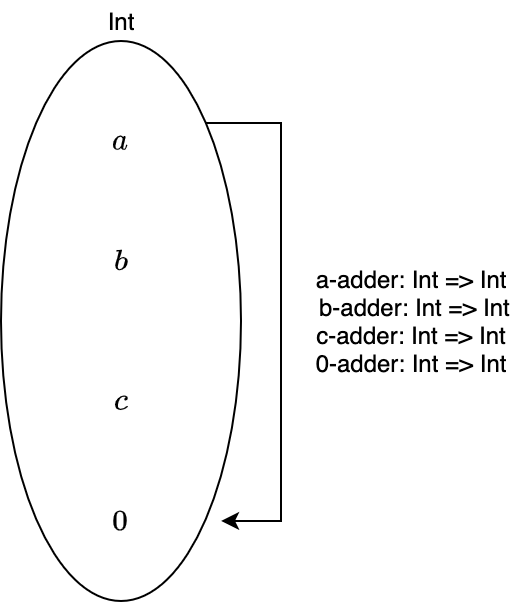 Int
a
b
c
0
a-adder: Int => Int
b-adder: Int => Int
c-adder: Int => Int
0-adder: Int => Int